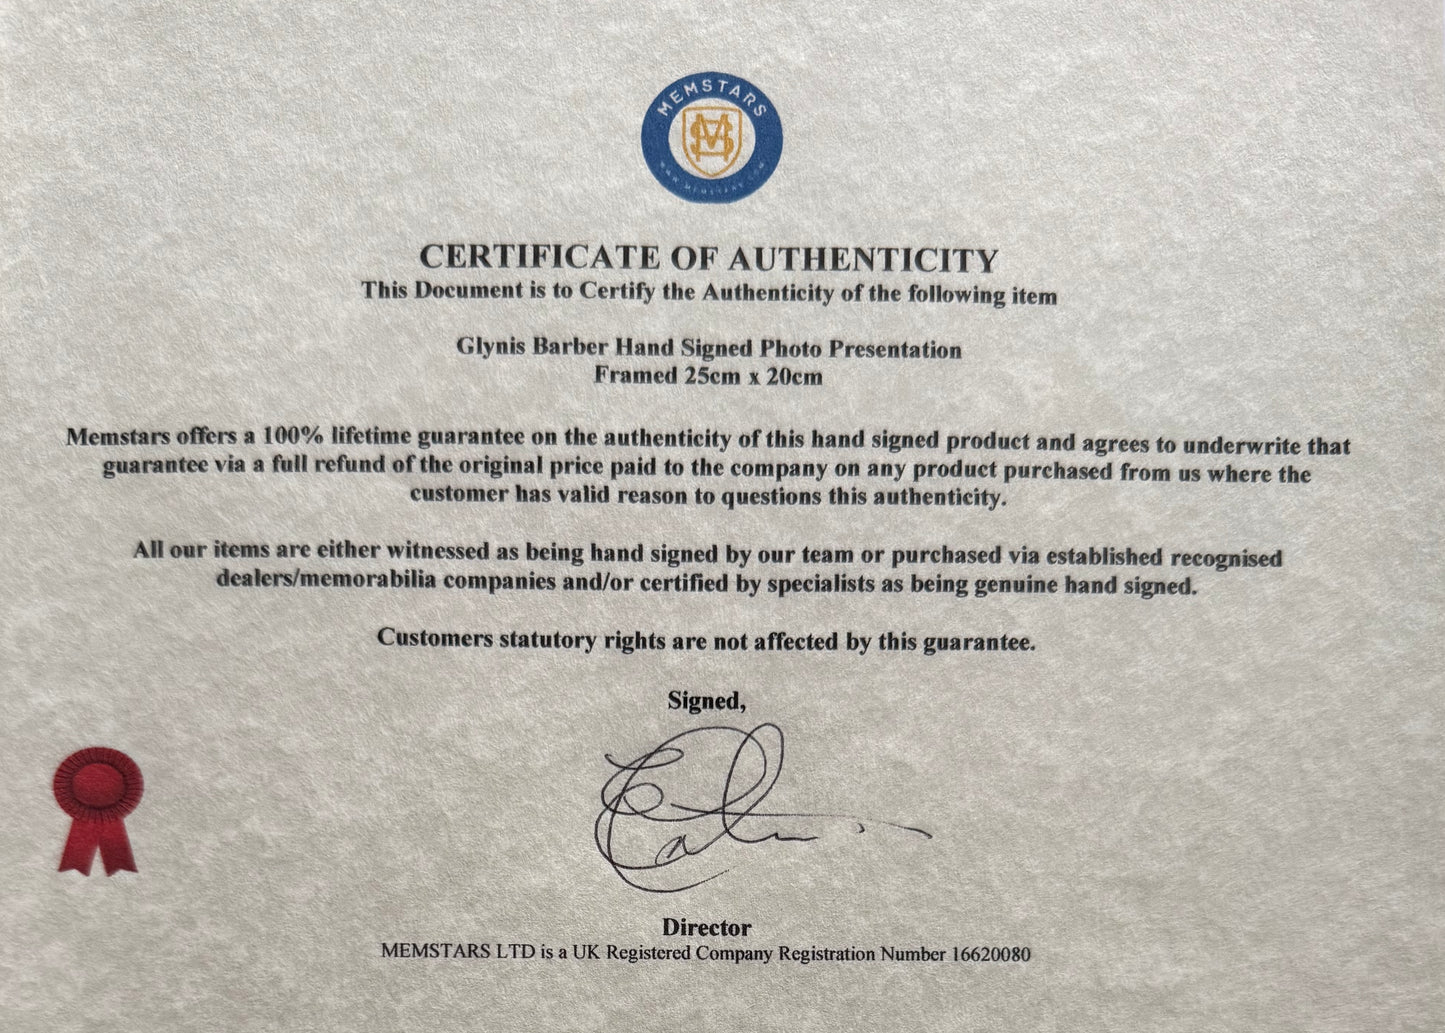 MEMSTARS
MS
WWW.MEMSTARS.COM
CERTIFICATE OF AUTHENTICITY
This Document is to Certify the Authenticity of the following item
Glynis Barber Hand Signed Photo Presentation
Framed 25cm x 20cm
Memstars offers a 100% lifetime guarantee on the authenticity of this hand signed product and agrees to underwrite that
guarantee via a full refund of the original price paid to the company on any product purchased from us where the
customer has valid reason to questions this authenticity.
All our items are either witnessed as being hand signed by our team or purchased via established recognised
dealers/memorabilia companies and/or certified by specialists as being genuine hand signed.
Customers statutory rights are not affected by this guarantee.
Signed,
Director
MEMSTARS LTD is a UK Registered Company Registration Number 16620080